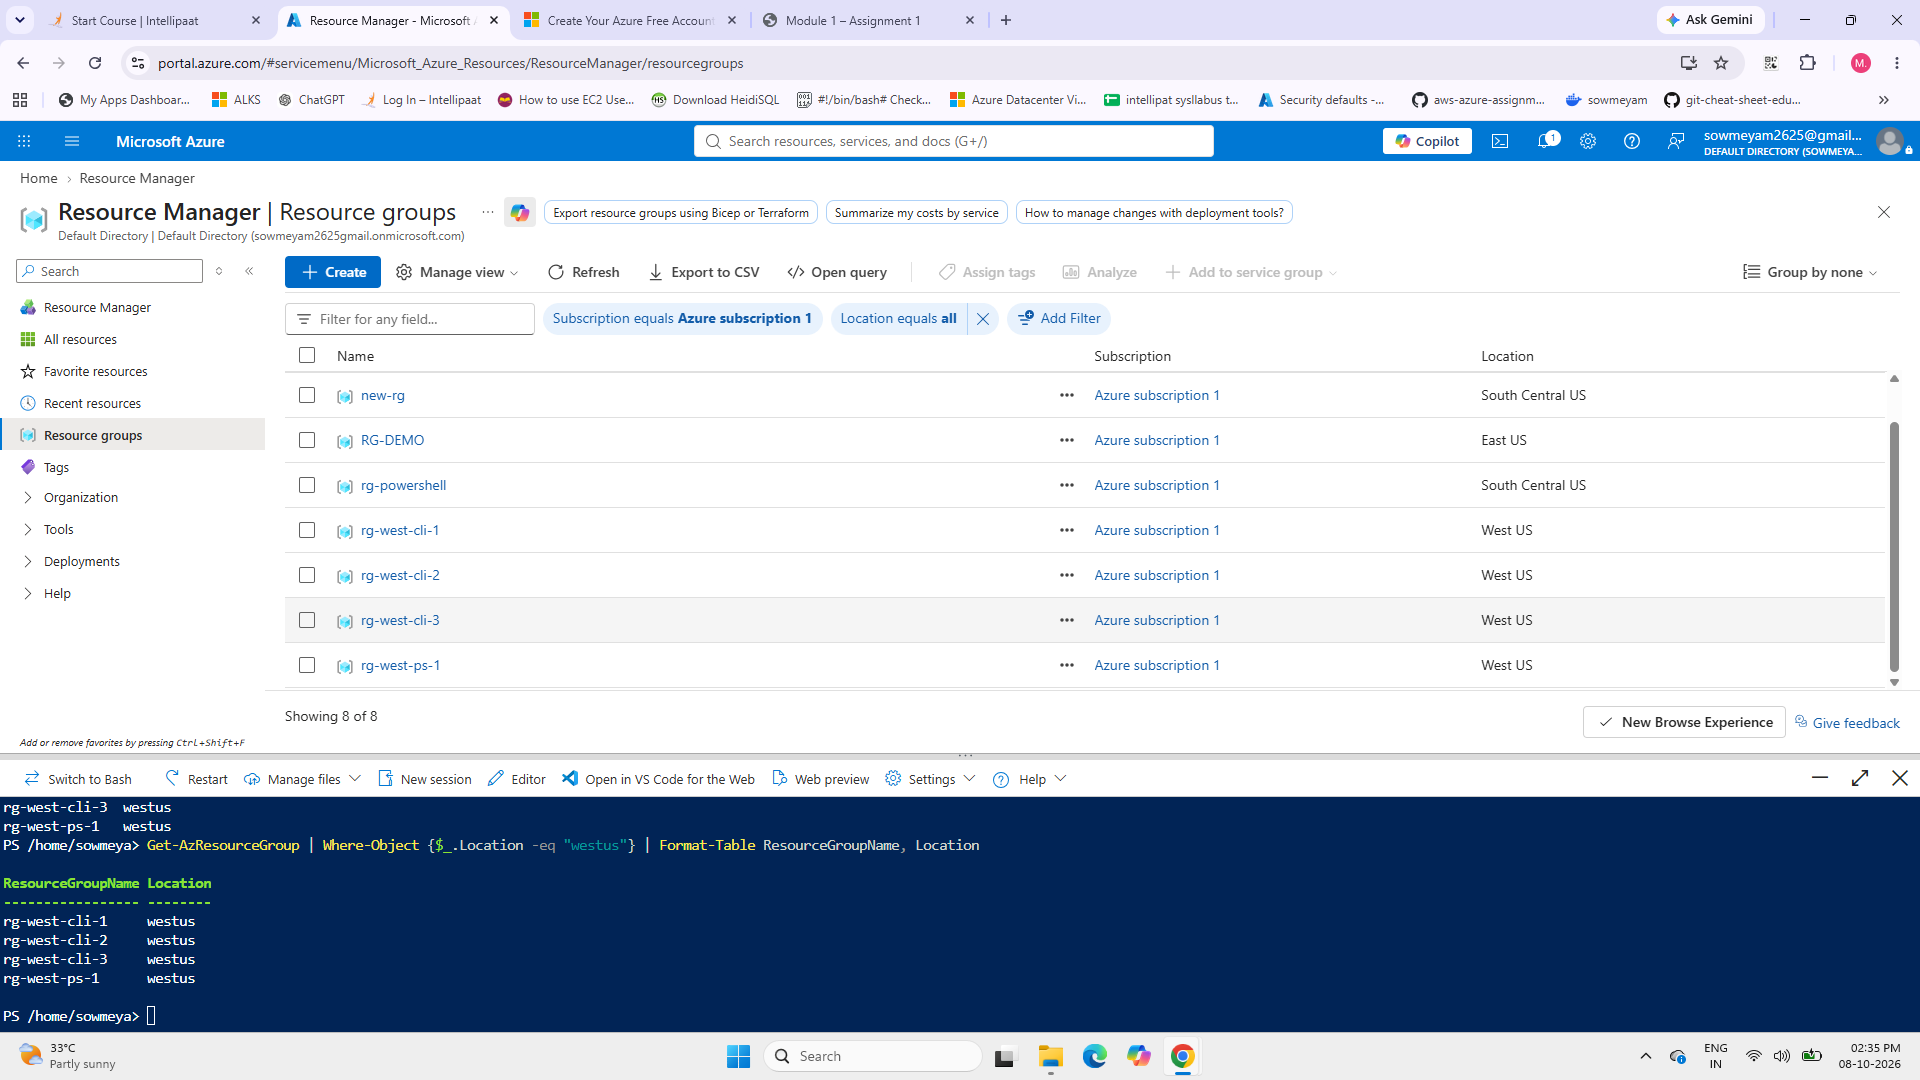 Start Course | Intellipaat
Resource Manager - Microsoft A
Create Your Azure Free Account
Module 1 – Assignment 1
Ask Gemini
portal.azure.com/#servicemenu/Microsoft_Azure_Resources/ResourceManager/resourcegroups
M.
My Apps Dashboar...
ALKS
ChatGPT
Log In – Intellipaat
How to use EC2 Use...
Download HeidiSQL
#!/bin/bash# Check...
Azure Datacenter Vi...
intellipat sysllabus t...
Security defaults -...
aws-azure-assignm...
sowmeyam
git-cheat-sheet-edu...
Microsoft Azure
Search resources, services, and docs (G+/)
Copilot
1
sowmeyam2625@gmail...
DEFAULT DIRECTORY (SOWMEYA...
Home > Resource Manager
Resource Manager | Resource groups
Default Directory | Default Directory (sowmeyam2625gmail.onmicrosoft.com)
Export resource groups using Bicep or Terraform
Summarize my costs by service
How to manage changes with deployment tools?
Search
Resource Manager
All resources
Favorite resources
Recent resources
Resource groups
Tags
Organization
Tools
Deployments
Help
Add or remove favorites by pressing Ctrl+Shift+F
Create
Manage view
Refresh
Export to CSV
Open query
Assign tags
Analyze
Add to service group
Group by none
Filter for any field...
Subscription equals Azure subscription 1
Location equals all
Add Filter
Name Subscription Location
new-rg ••• Azure subscription 1 South Central US
RG-DEMO ••• Azure subscription 1 East US
rg-powershell ••• Azure subscription 1 South Central US
rg-west-cli-1 ••• Azure subscription 1 West US
rg-west-cli-2 ••• Azure subscription 1 West US
rg-west-cli-3 ••• Azure subscription 1 West US
rg-west-ps-1 ••• Azure subscription 1 West US
Showing 8 of 8
New Browse Experience
Give feedback
Switch to Bash
Restart
Manage files
New session
Editor
Open in VS Code for the Web
Web preview
Settings
Help
rg-west-cli-3 westus
rg-west-ps-1 westus
PS /home/sowmeya> Get-AzResourceGroup | Where-Object {$_.Location -eq "westus"} | Format-Table ResourceGroupName, Location
ResourceGroupName Location
----------------- --------
rg-west-cli-1 westus
rg-west-cli-2 westus
rg-west-cli-3 westus
rg-west-ps-1 westus
PS /home/sowmeya>
33°C
Partly sunny
Search
ENG
IN
02:35 PM
08-10-2026